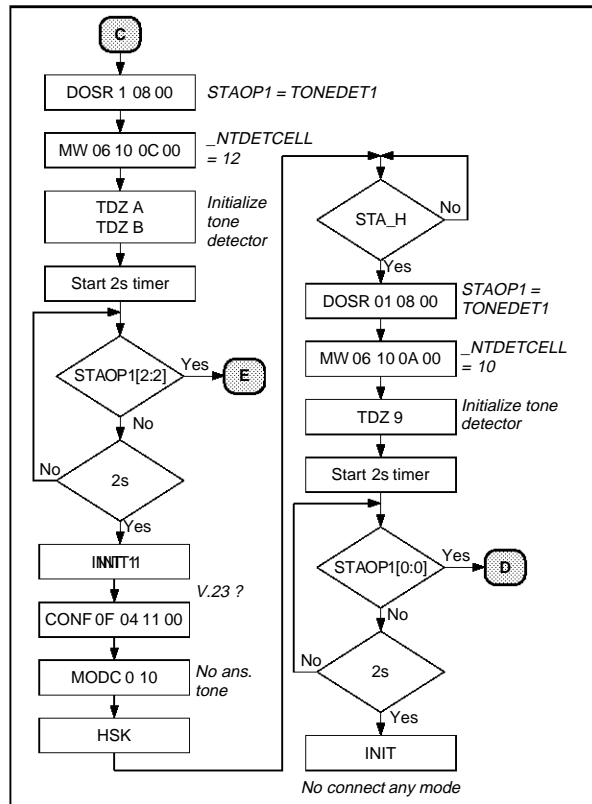 C
DOSR 1 08 00
STAOP1 = TONEDET1
MW 06 10 0C 00
_NTDETCELL
= 12
TDZ A
TDZ B
Initialize
tone
detector
Start 2s timer
STAOP1[2:2]
Yes
E
No
2s
No
Yes
V.23 ?
CONF 0F 04 11 00
MODC 0 10
No ans.
tone
HSK
STA_H
No
Yes
DOSR 01 08 00
STAOP1 =
TONEDET1
MW 06 10 0A 00
_NTDETCELL
= 10
TDZ 9
Initialize tone
detector
Start 2s timer
STAOP1[0:0]
Yes
D
No
2s
No
Yes
INIT
No connect any mode